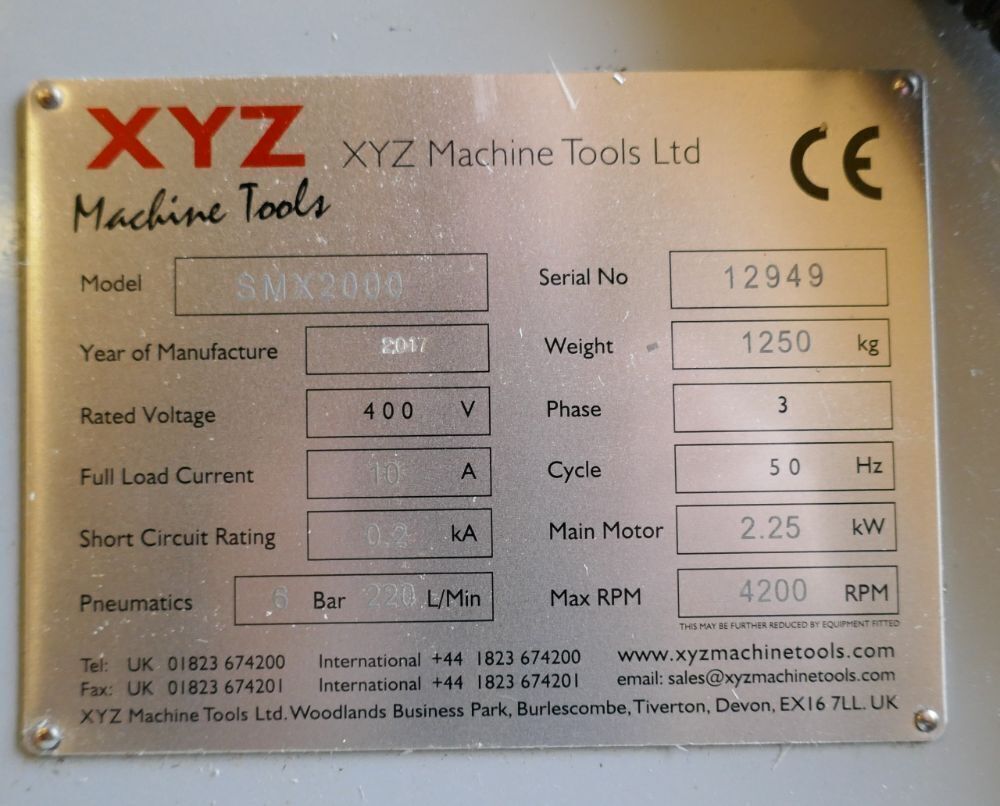 XYZ
Machine Tools
XYZ Machine Tools Ltd
CE
Model SMX2000
Serial No 12949
Year of Manufacture 2017
Weight 1250 kg
Rated Voltage 400 V
Phase 3
Full Load Current 10 A
Cycle 50 Hz
Short Circuit Rating 0.2 kA
Main Motor 2.25 kW
Pneumatics 6 Bar 220 L/Min
Max RPM 4200 RPM
THIS MAY BE FURTHER REDUCED BY EQUIPMENT FITTED
Tel: UK 01823 674200 International +44 1823 674200 www.xyzmachinetools.com
Fax: UK 01823 674201 International +44 1823 674201 email: sales@xyzmachinetools.com
XYZ Machine Tools Ltd. Woodlands Business Park, Burlescombe, Tiverton, Devon, EX16 7LL. UK